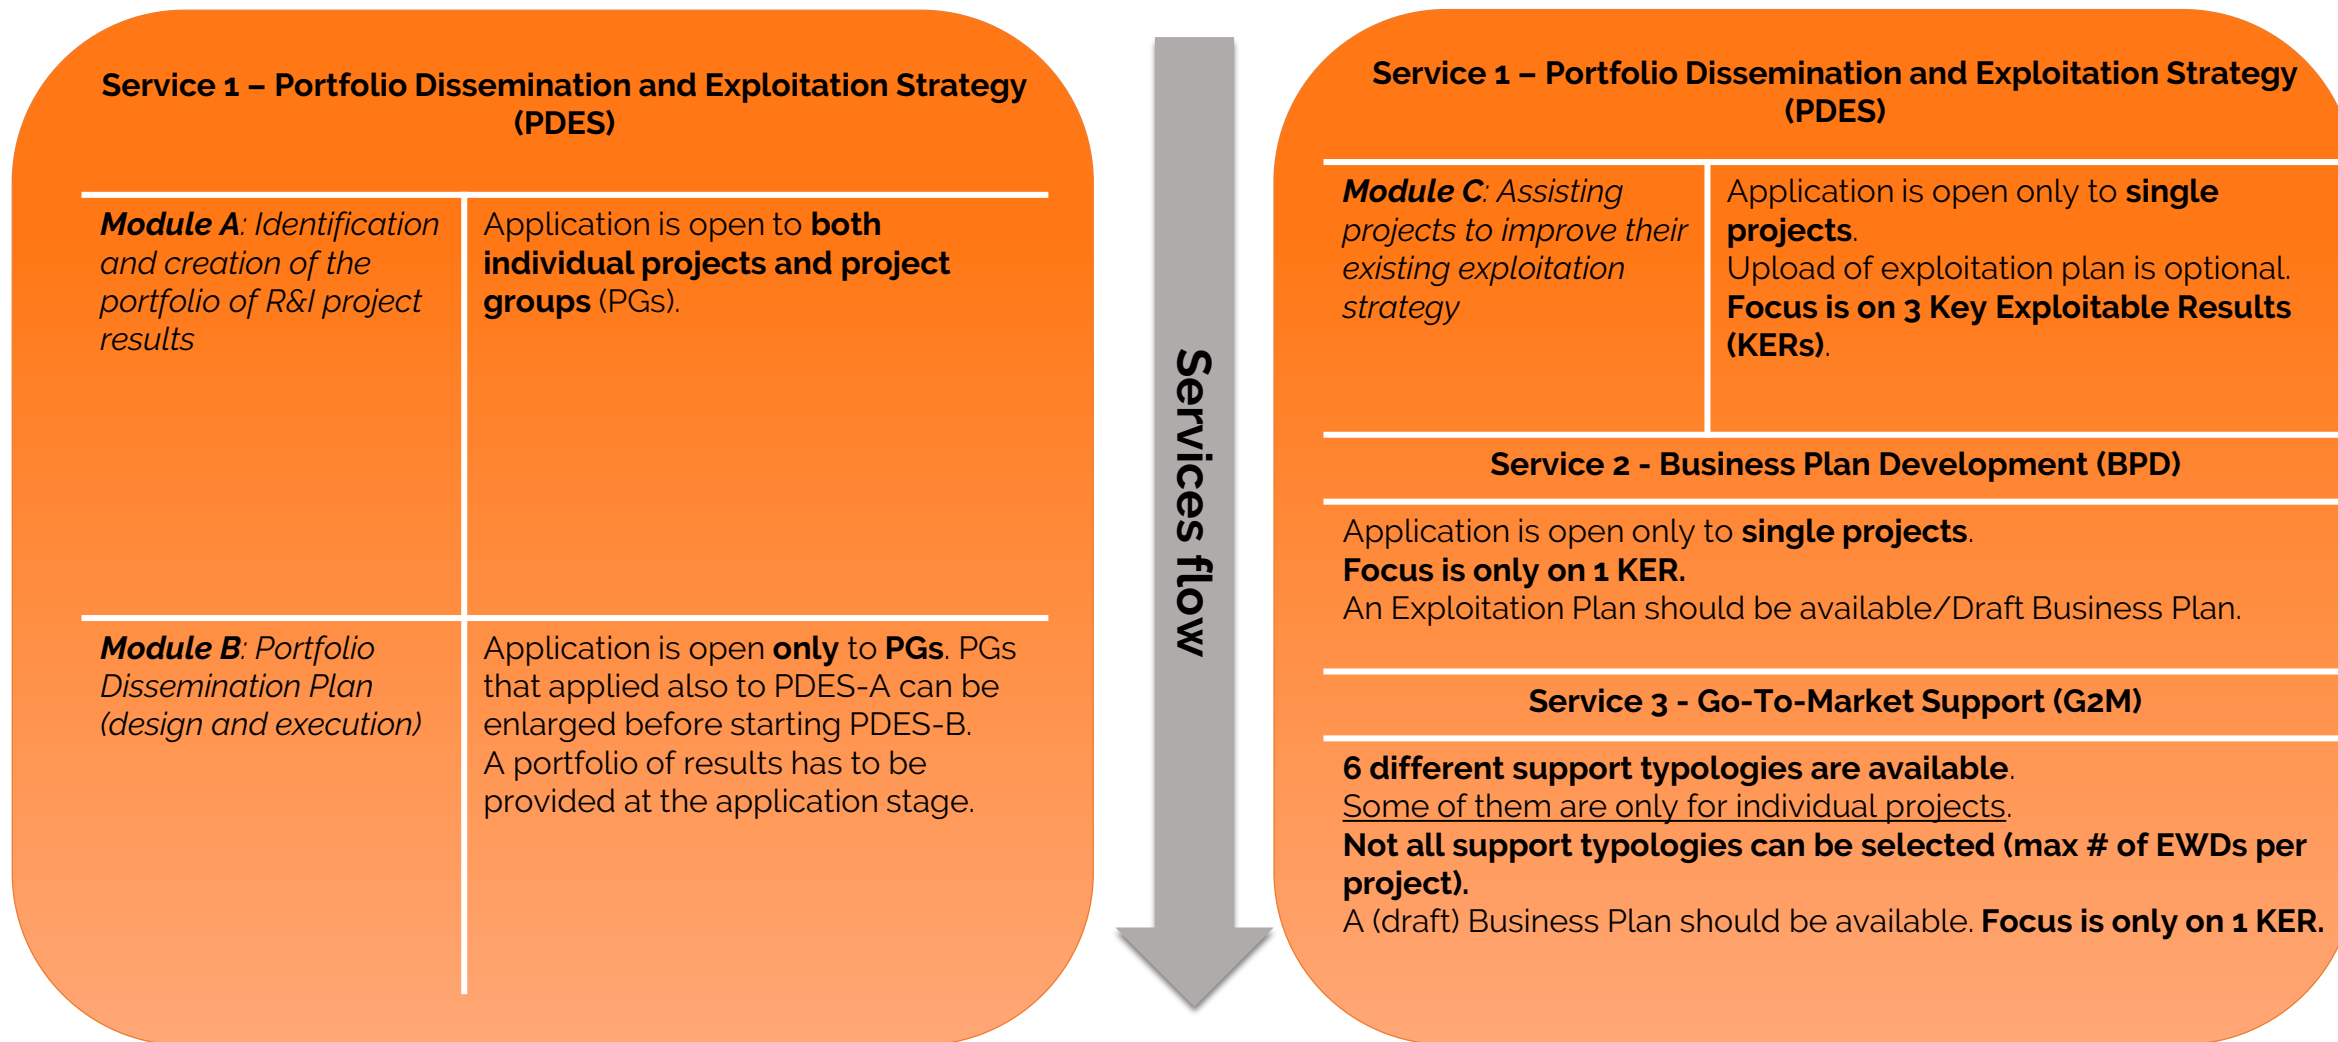 Service 1 – Portfolio Dissemination and Exploitation Strategy
(PDES)
Module A: Identification
and creation of the
portfolio of R&I project
results
Application is open to both
individual projects and project
groups (PGs).
Module B: Portfolio
Dissemination Plan
(design and execution)
Application is open only to PGs. PGs
that applied also to PDES-A can be
enlarged before starting PDES-B.
A portfolio of results has to be
provided at the application stage.
Services flow
Service 1 – Portfolio Dissemination and Exploitation Strategy
(PDES)
Module C: Assisting
projects to improve their
existing exploitation
strategy
Application is open only to single
projects.
Upload of exploitation plan is optional.
Focus is on 3 Key Exploitable Results
(KERs).
Service 2 - Business Plan Development (BPD)
Application is open only to single projects.
Focus is only on 1 KER.
An Exploitation Plan should be available/Draft Business Plan.
Service 3 - Go-To-Market Support (G2M)
6 different support typologies are available.
Some of them are only for individual projects.
Not all support typologies can be selected (max # of EWDs per
project).
A (draft) Business Plan should be available. Focus is only on 1 KER.